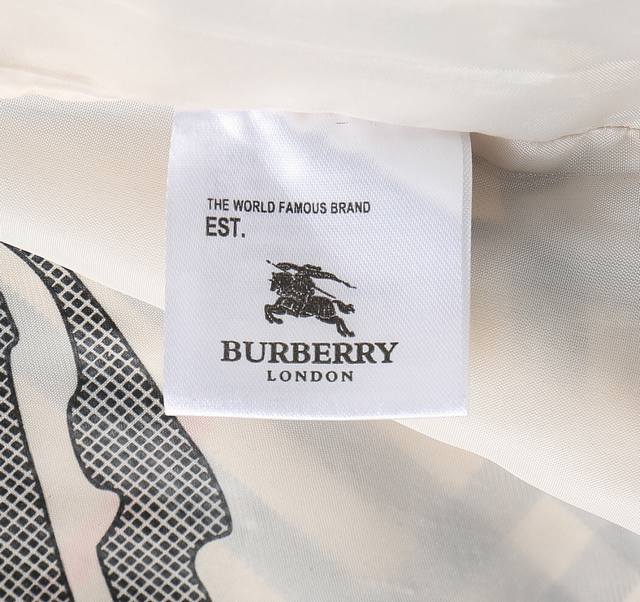 THE WORLD FAMOUS BRAND
EST.
BURBERRY
LONDON